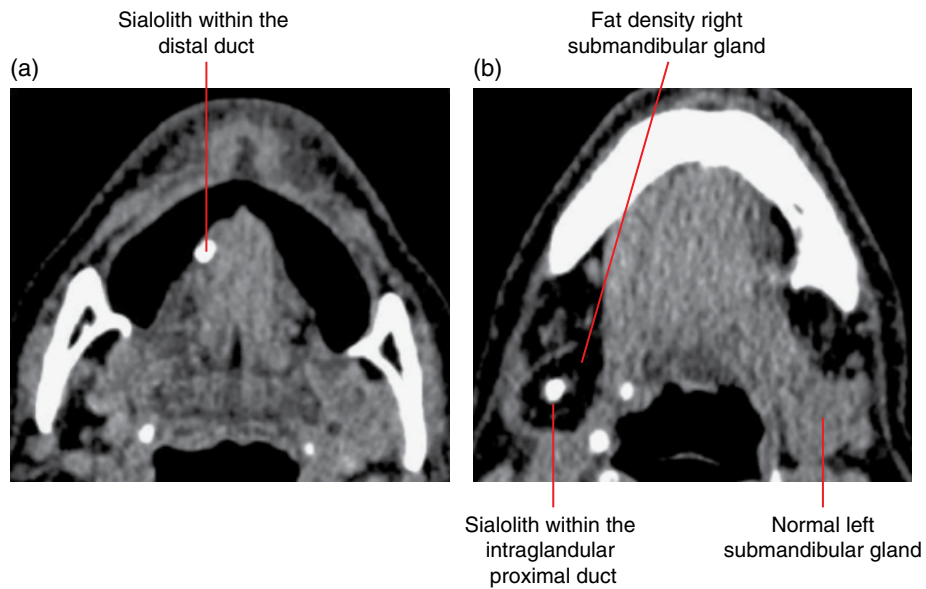 Sialolith within the
distal duct
(a)
Fat density right
submandibular gland
(b)
Sialolith within the
intraglandular
proximal duct
Normal left
submandibular gland